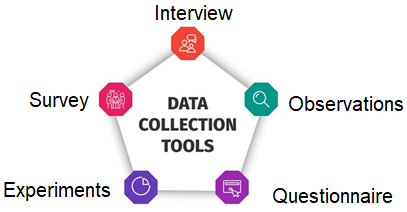 Interview
Survey
DATA
COLLECTION
TOOLS
Observations
Experiments
Questionnaire